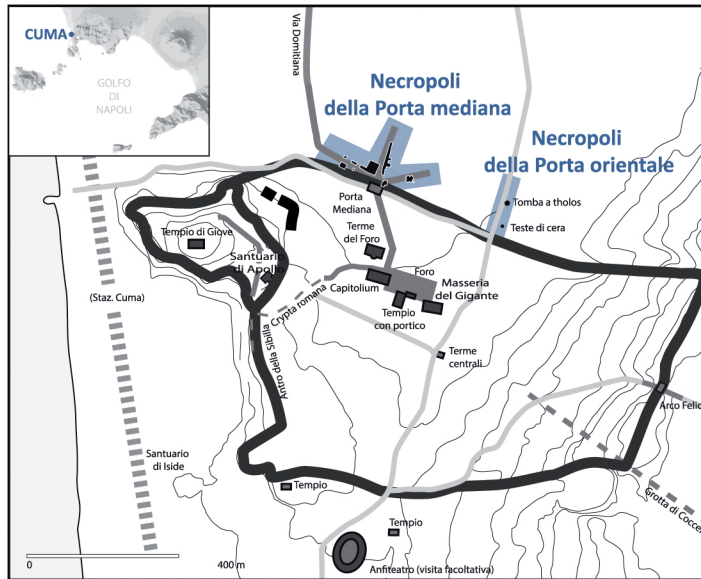 CUMA
GOLFO
DI
NAPOLI
Via Domitiana
Necropoli
della Porta mediana
Necropoli
della Porta orientale
Tomba a tholos
Teste di cera
Porta
Mediana
Terme
del Foro
Tempio di Giove
Santuario
di Apollo
Foro
Masseria
del Gigante
Capitolium
Crypta romana
Tempio
con portico
(Staz. Cuma)
Antro della Sibilla
Terme
centrali
Arco Felic
Santuario
di Iside
Tempio
Grotta di Coccei
Tempio
0
400 m
Anfiteatro (visita facoltativa)